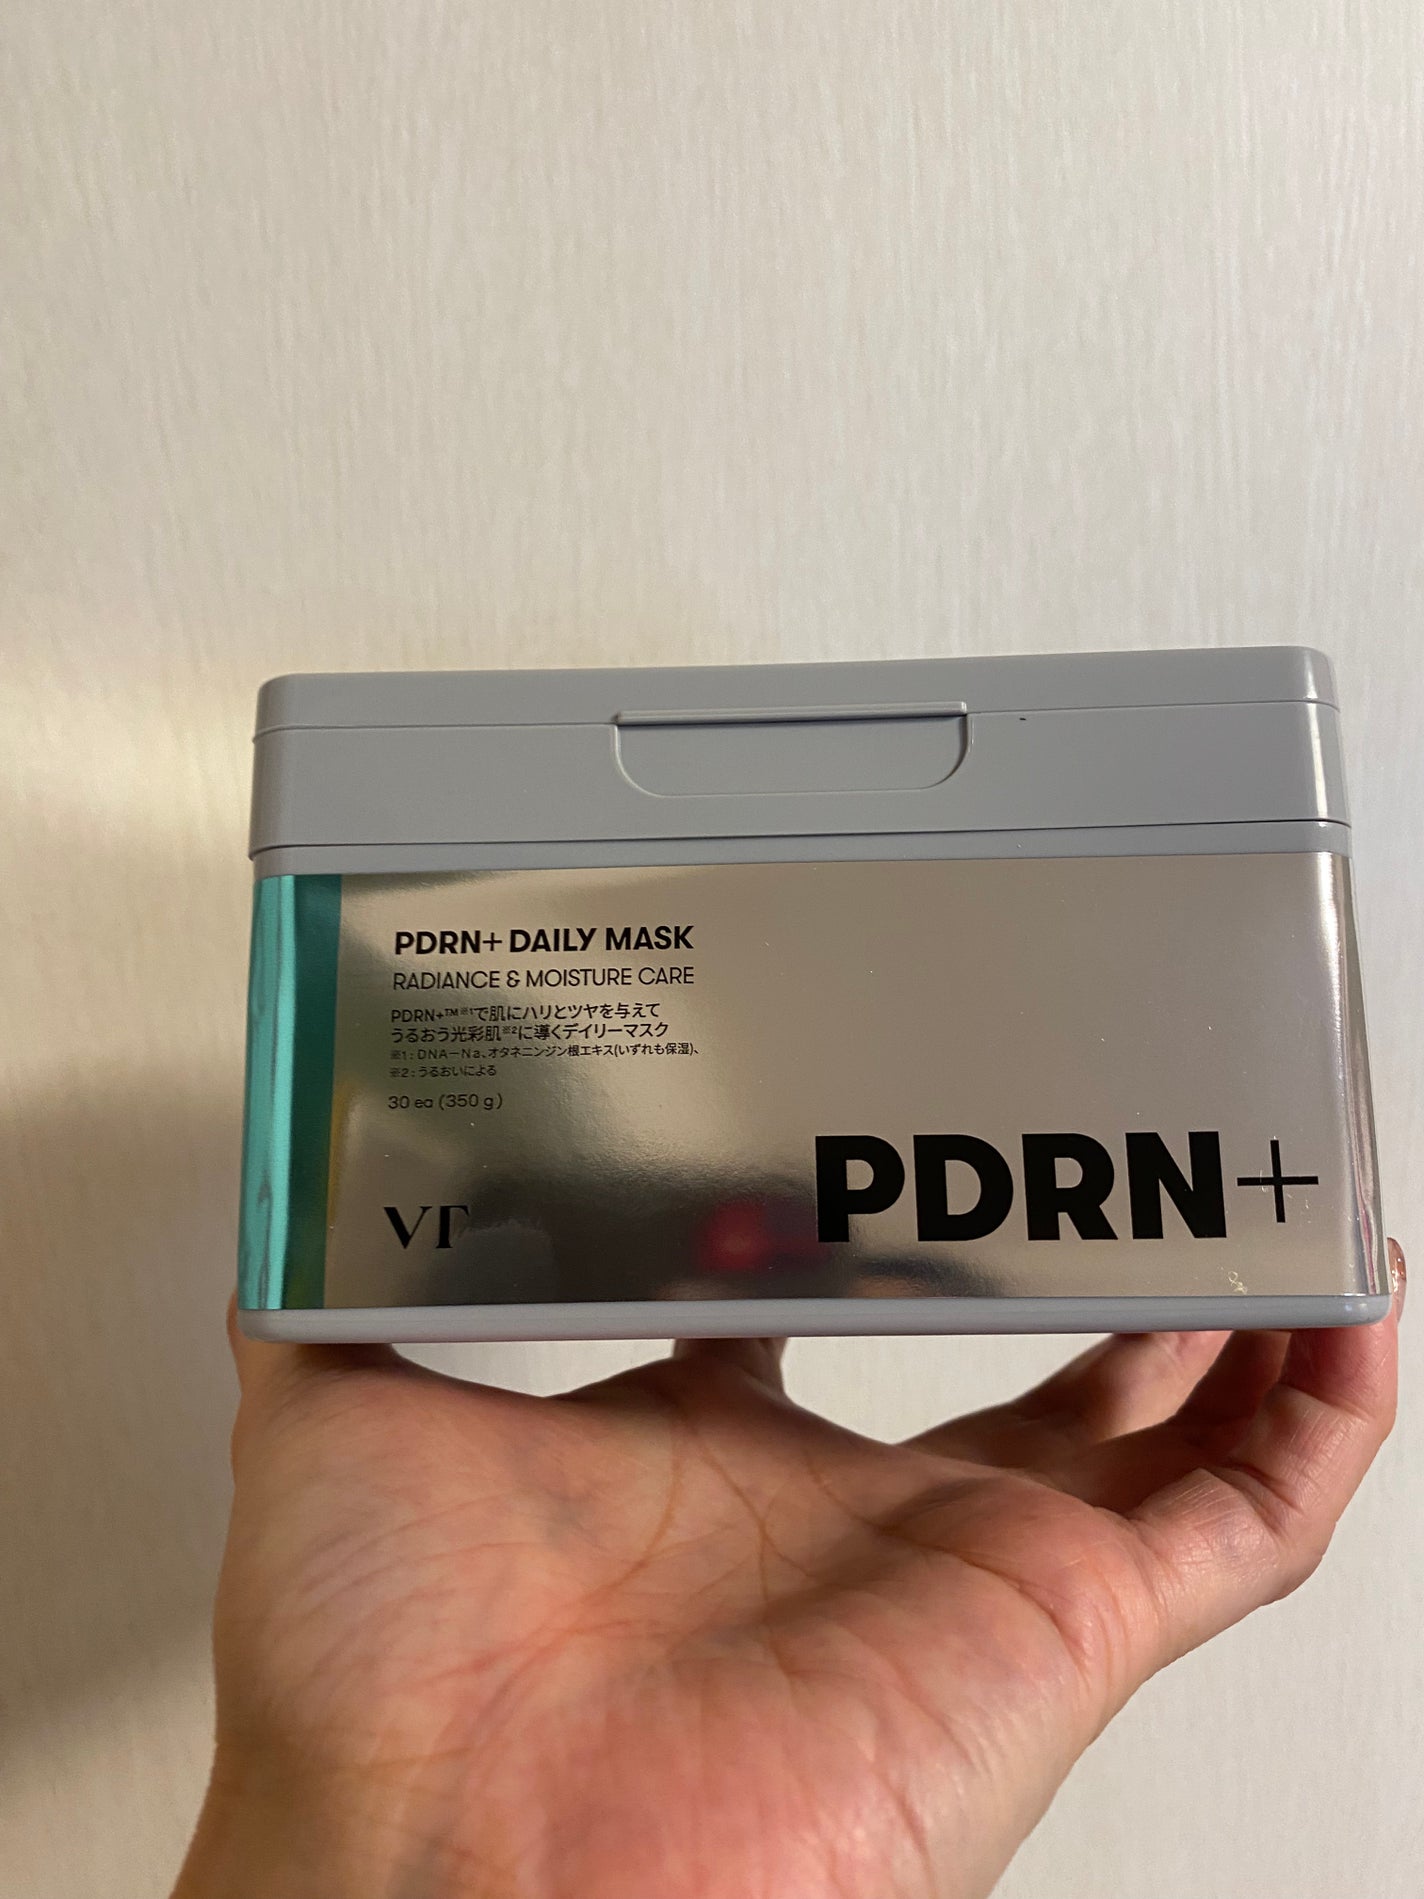 PDRN+ DAILY MASK
RADIANCE & MOISTURE CARE
PDRN+™※1で肌にハリとツヤを与えて
うるおう光彩肌※2に導くデイリーマスク
※1:DNA-Na、オタネニンジン根エキス(いずれも保湿)、
※2:うるおいによる
30 ea (350 g)
VT
PDRN+